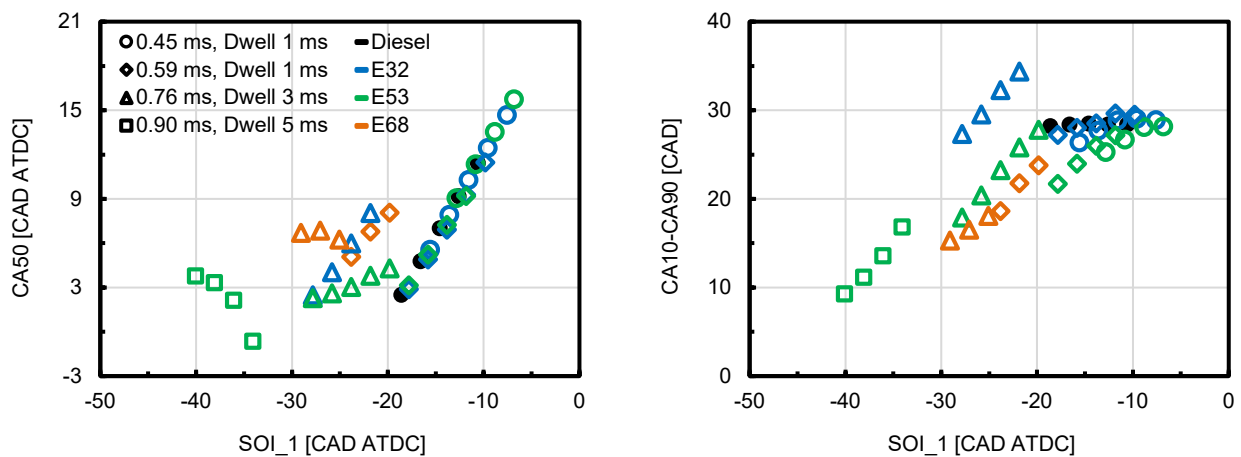 21
15
9
3
-3
CA50 [CAD ATDC]
0.45 ms, Dwell 1 ms
0.59 ms, Dwell 1 ms
0.76 ms, Dwell 3 ms
0.90 ms, Dwell 5 ms
Diesel
E32
E53
E68
-50 -40 -30 -20 -10 0
SOI_1 [CAD ATDC]
40
30
20
10
0
CA10-CA90 [CAD]
-50 -40 -30 -20 -10 0
SOI_1 [CAD ATDC]